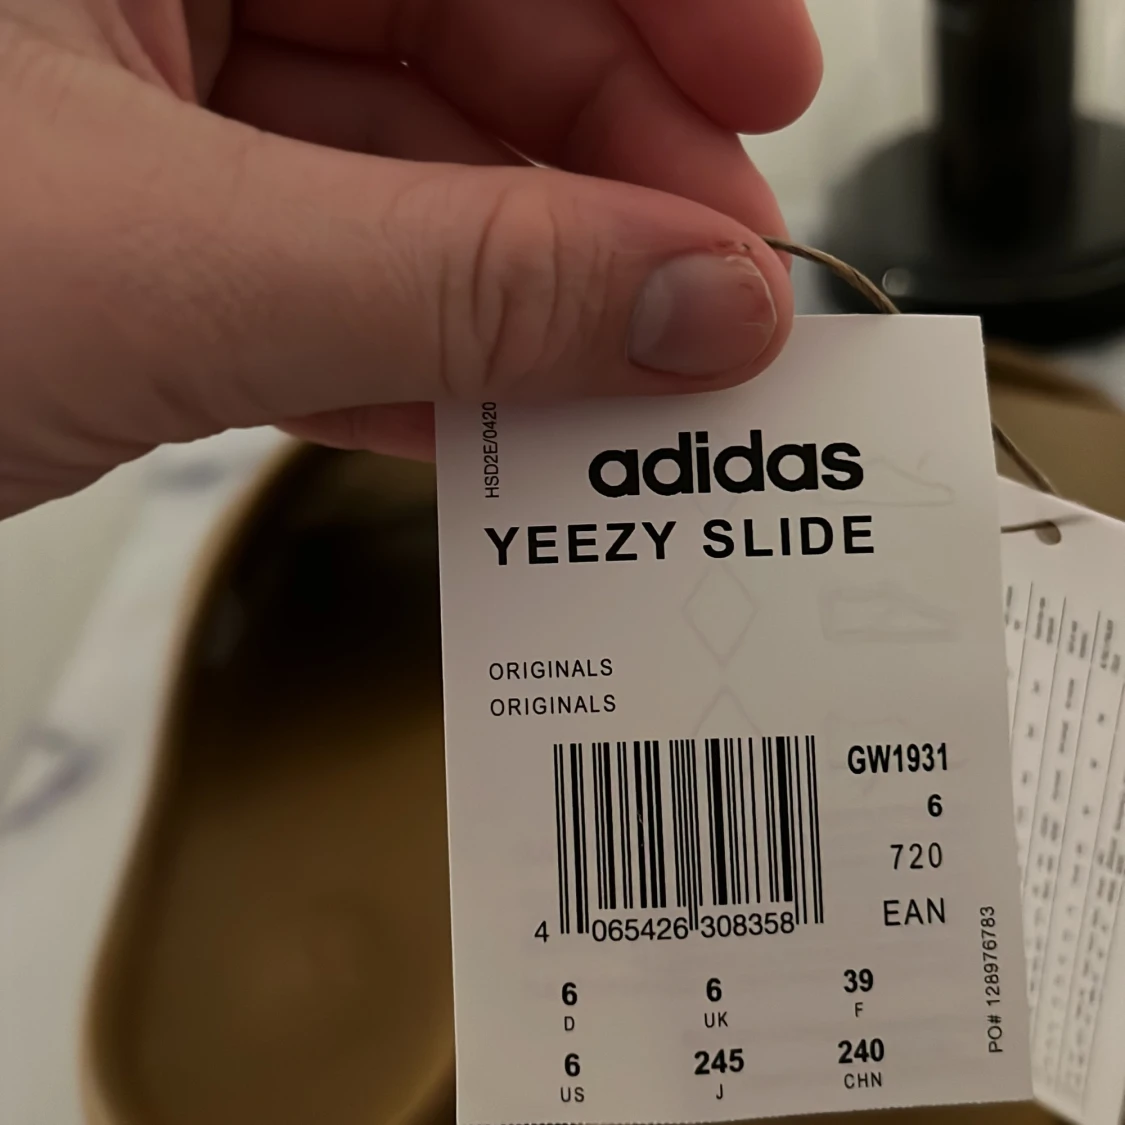 HSD2E/0420
adidas
YEEZY SLIDE
ORIGINALS
ORIGINALS
GW1931
6
720
EAN
4 065426 308358
PO# 128976783
6 6 39
D UK F
6 245 240
US J CHN